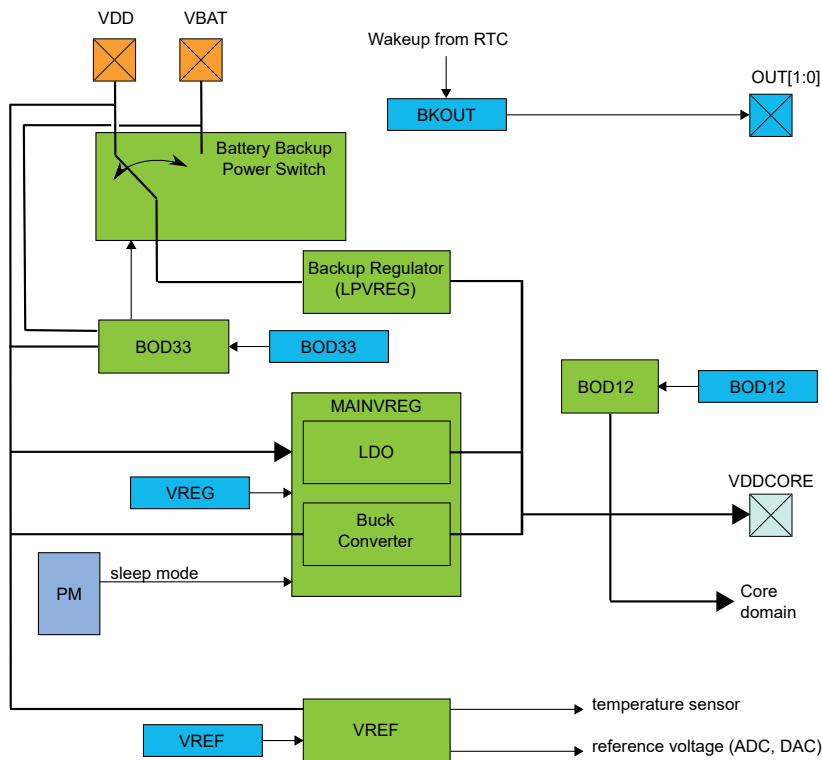 VDD
VBAT
Wakeup from RTC
OUT[1:0]
BKOUT
Battery Backup
Power Switch
Backup Regulator
(LPVREG)
BOD33
BOD33
BOD12
BOD12
MAINVREG
LDO
VREG
VDDCORE
Buck
Converter
sleep mode
PM
Core
domain
temperature sensor
VREF
VREF
reference voltage (ADC, DAC)